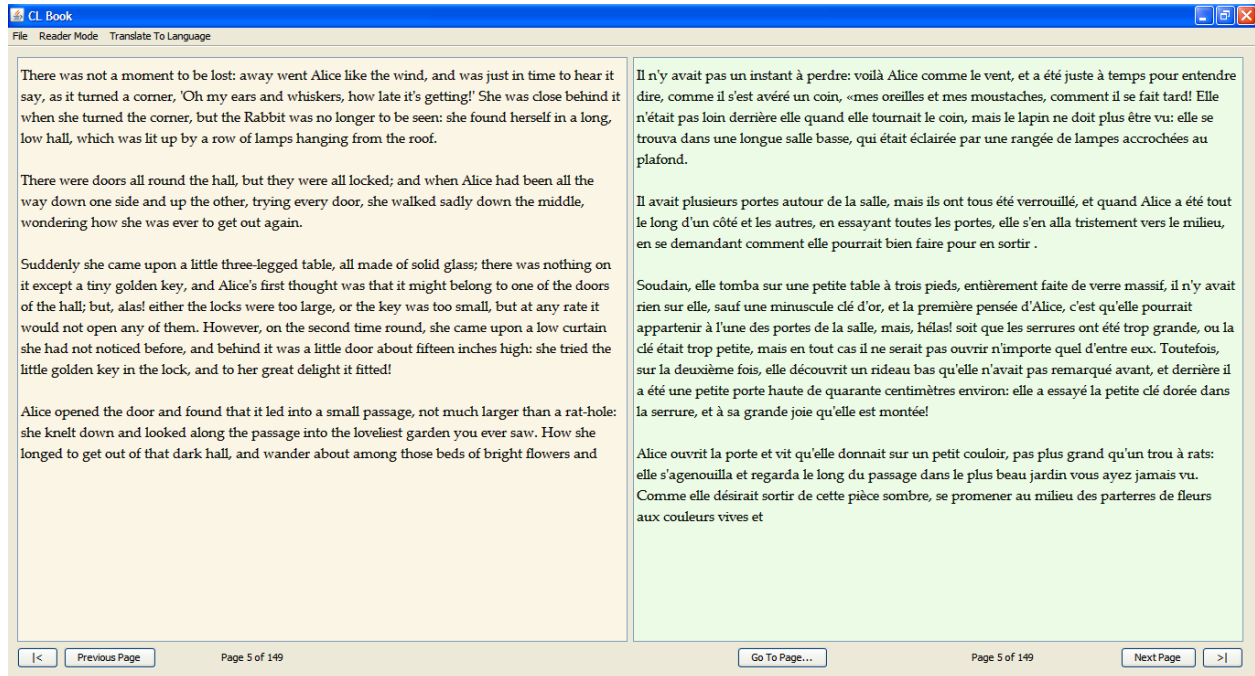 CL Book
File Reader Mode Translate To Language
There was not a moment to be lost: away went Alice like the wind, and was just in time to hear it
say, as it turned a corner, 'Oh my ears and whiskers, how late it's getting!' She was close behind it
when she turned the corner, but the Rabbit was no longer to be seen: she found herself in a long,
low hall, which was lit up by a row of lamps hanging from the roof.
There were doors all round the hall, but they were all locked; and when Alice had been all the
way down one side and up the other, trying every door, she walked sadly down the middle,
wondering how she was ever to get out again.
Suddenly she came upon a little three-legged table, all made of solid glass; there was nothing on
it except a tiny golden key, and Alice's first thought was that it might belong to one of the doors
of the hall; but, alas! either the locks were too large, or the key was too small, but at any rate it
would not open any of them. However, on the second time round, she came upon a low curtain
she had not noticed before, and behind it was a little door about fifteen inches high: she tried the
little golden key in the lock, and to her great delight it fitted!
Alice opened the door and found that it led into a small passage, not much larger than a rat-hole:
she knelt down and looked along the passage into the loveliest garden you ever saw. How she
longed to get out of that dark hall, and wander about among those beds of bright flowers and
Il n'y avait pas un instant à perdre: voilà Alice comme le vent, et a été juste à temps pour entendre
dire, comme il s'est avéré un coin, «mes oreilles et mes moustaches, comment il se fait tard! Elle
n'était pas loin derrière elle quand elle tournait le coin, mais le lapin ne doit plus être vu: elle se
trouva dans une longue salle basse, qui était éclairée par une rangée de lampes accrochées au
plafond.
Il avait plusieurs portes autour de la salle, mais ils ont tous été verrouillé, et quand Alice a été tout
le long d'un côté et les autres, en essayant toutes les portes, elle s'en alla tristement vers le milieu,
en se demandant comment elle pourrait bien faire pour en sortir .
Soudain, elle tomba sur une petite table à trois pieds, entièrement faite de verre massif, il n'y avait
rien sur elle, sauf une minuscule clé d'or, et la première pensée d'Alice, c'est qu'elle pourrait
appartenir à l'une des portes de la salle, mais, hélas! soit que les serrures ont été trop grande, ou la
clé était trop petite, mais en tout cas il ne serait pas ouvrir n'importe quel d'entre eux. Toutefois,
sur la deuxième fois, elle découvrit un rideau bas qu'elle n'avait pas remarqué avant, et derrière il
a été une petite porte haute de quarante centimètres environ: elle a essayé la petite clé dorée dans
la serrure, et à sa grande joie qu'elle est montée!
Alice ouvrit la porte et vit qu'elle donnait sur un petit couloir, pas plus grand qu'un trou à rats:
elle s'agenouilla et regarda le long du passage dans le plus beau jardin vous ayez jamais vu.
Comme elle désirait sortir de cette pièce sombre, se promener au milieu des parterres de fleurs
aux couleurs vives et
|< Previous Page Page 5 of 149 Go To Page... Page 5 of 149 Next Page >|